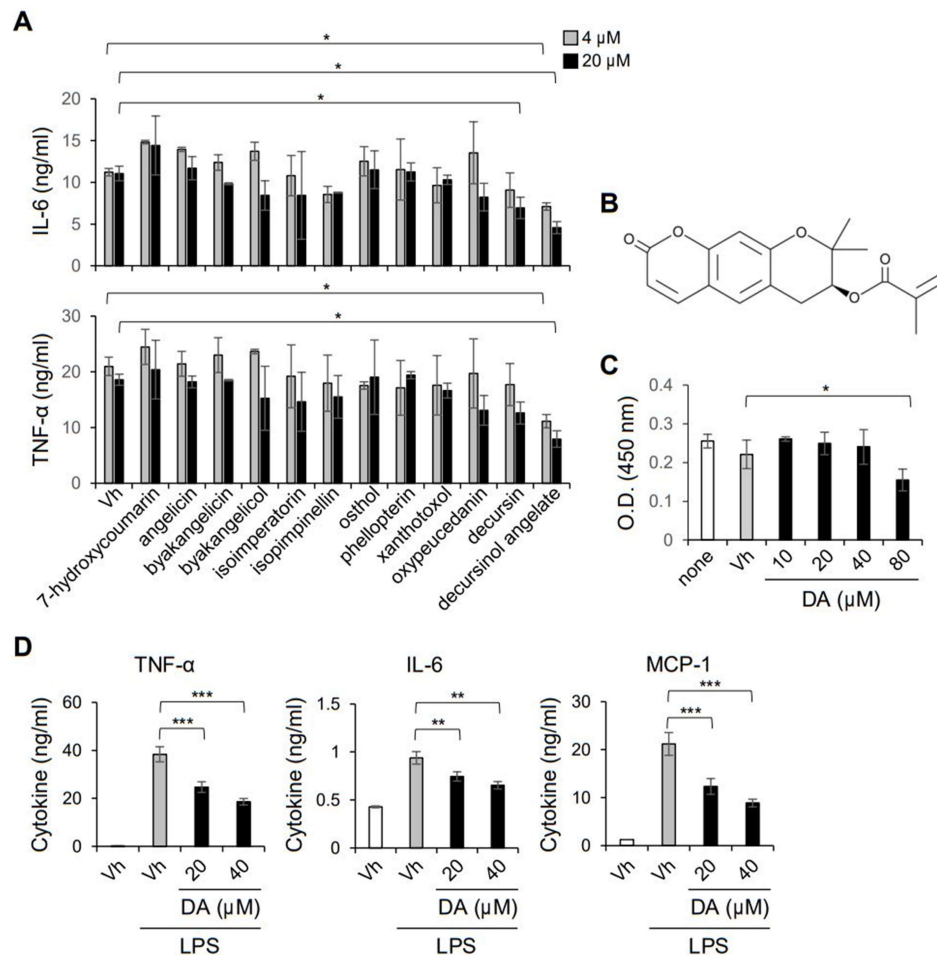 A
*
4 µM
*
20 µM
*
20
15
10
5
0
IL-6 (ng/ml)
*
*
30
20
10
0
TNF-α (ng/ml)
Vh
7-hydroxycoumarin
angelicin
byakangelicin
byakangelicol
isoimperatorin
isopimpinellin
osthol
phellopterin
xanthotoxol
oxypeucedanin
decursin
decursinol angelate
B
O
O
O
O
O
C
*
0.4
0.3
0.2
0.1
0
O.D. (450 nm)
none
Vh
10
20
40
80
DA (µM)
D
TNF-α
***
***
60
40
20
0
Cytokine (ng/ml)
Vh
Vh
20
40
DA (µM)
LPS
IL-6
**
**
1.5
1
0.5
0
Cytokine (ng/ml)
Vh
Vh
20
40
DA (µM)
LPS
MCP-1
***
***
30
20
10
0
Cytokine (ng/ml)
Vh
Vh
20
40
DA (µM)
LPS